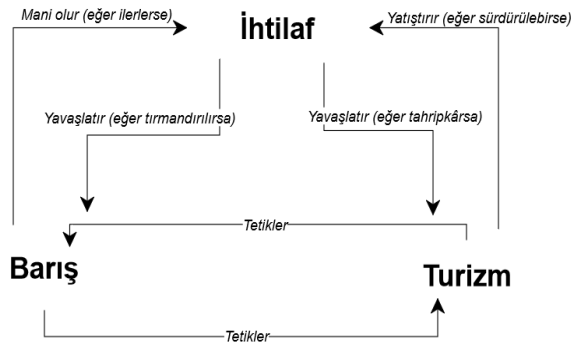 Mani olur (eğer ilerlerse)
İhtilaf
Yatıştırır (eğer sürdürülebirse)
Yavaşlatır (eğer tırmandırılırsa)
Yavaşlatır (eğer tahripkârsa)
Tetikler
Barış
Turizm
Tetikler